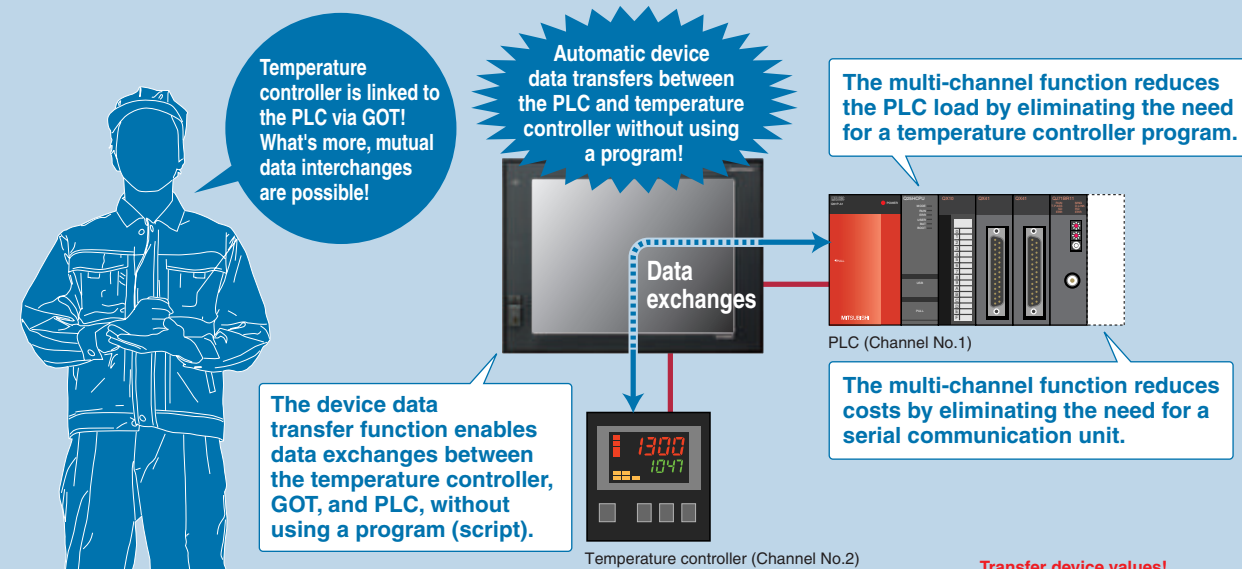 Temperature
controller is linked to
the PLC via GOT!
What's more, mutual
data interchanges
are possible!
Automatic device
data transfers between
the PLC and temperature
controller without using
a program!
The multi-channel function reduces
the PLC load by eliminating the need
for a temperature controller program.
Data
exchanges
POWER
MITSUBISHI
PLC (Channel No.1)
The multi-channel function reduces
costs by eliminating the need for a
serial communication unit.
The device data
transfer function enables
data exchanges between
the temperature controller,
GOT, and PLC, without
using a program (script).
1300
1047
Temperature controller (Channel No.2)
Transfer device values!